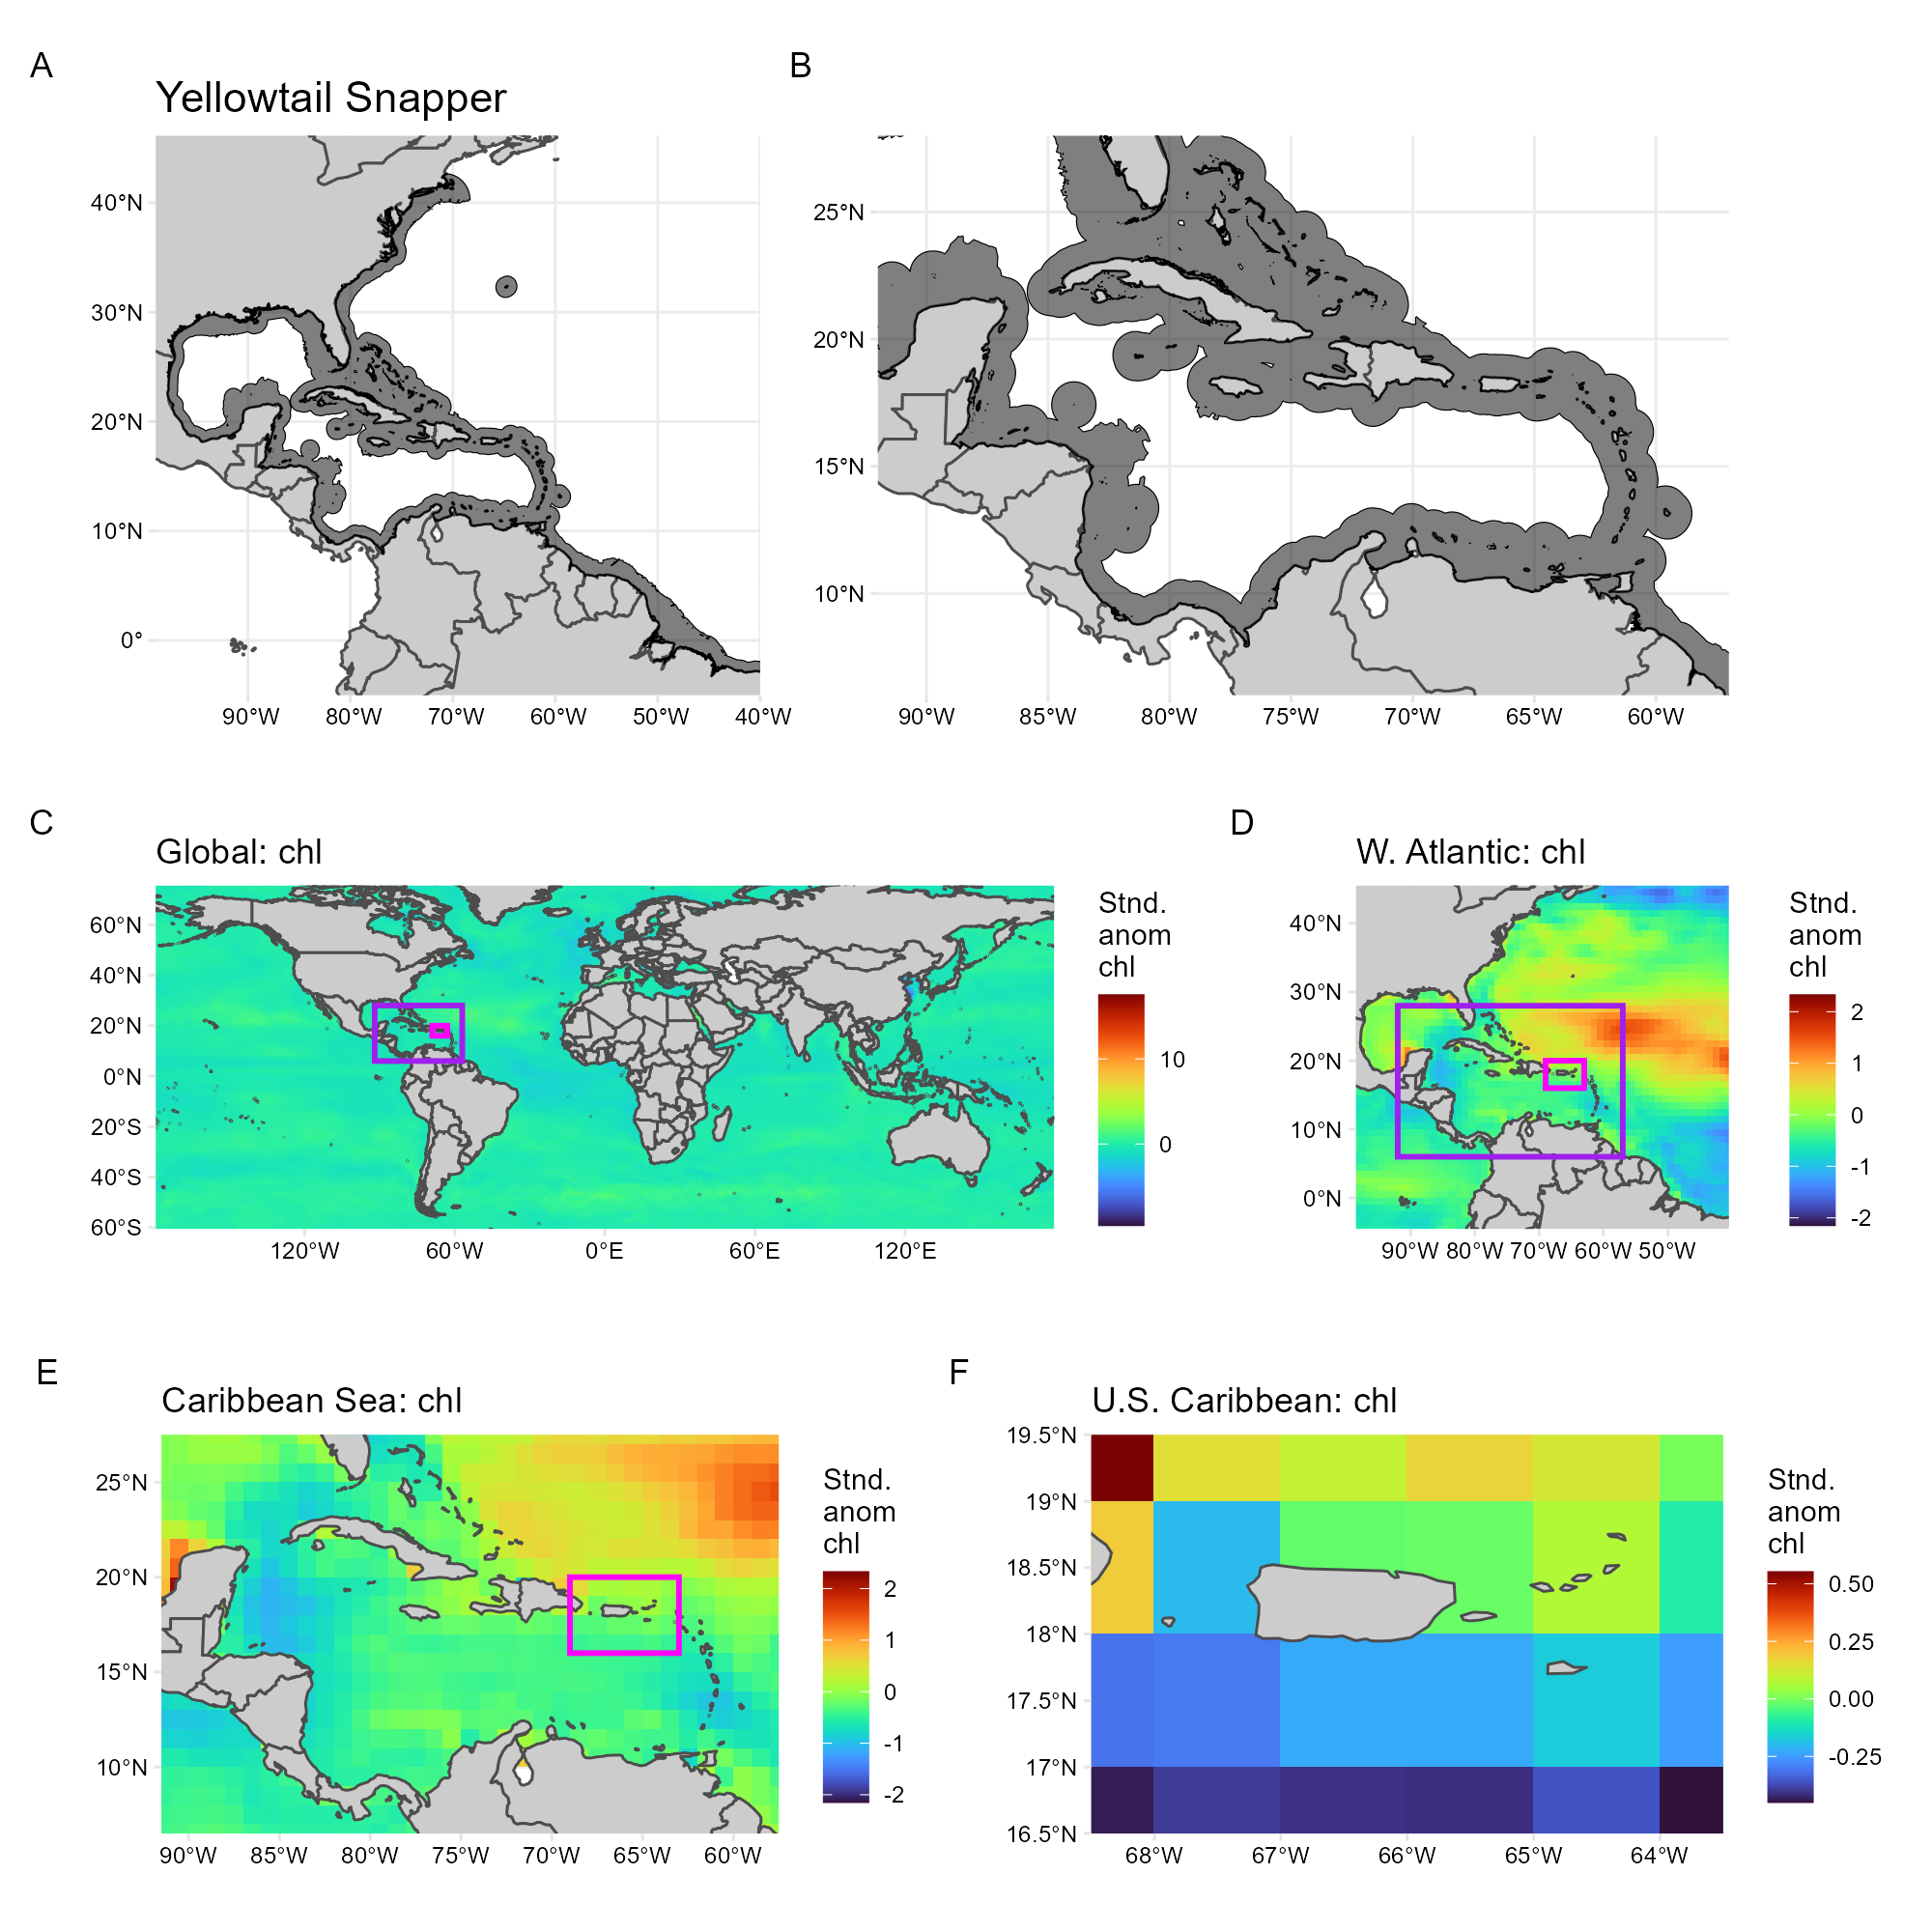 A
B
Yellowtail Snapper
40°N
30°N
20°N
10°N
0°
90°W 80°W 70°W 60°W 50°W 40°W
25°N
20°N
15°N
10°N
90°W 85°W 80°W 75°W 70°W 65°W 60°W
C
Global: chl
60°N
40°N
20°N
0°N
20°S
40°S
60°S
120°W 60°W 0°E 60°E 120°E
Stnd.
anom
chl
10
0
D
W. Atlantic: chl
40°N
30°N
20°N
10°N
0°N
90°W 80°W 70°W 60°W 50°W
Stnd.
anom
chl
2
1
0
-1
-2
E
Caribbean Sea: chl
25°N
20°N
15°N
10°N
90°W 85°W 80°W 75°W 70°W 65°W 60°W
Stnd.
anom
chl
2
1
0
-1
-2
F
U.S. Caribbean: chl
19.5°N
19°N
18.5°N
18°N
17.5°N
17°N
16.5°N
68°W 67°W 66°W 65°W 64°W
Stnd.
anom
chl
0.50
0.25
0.00
-0.25